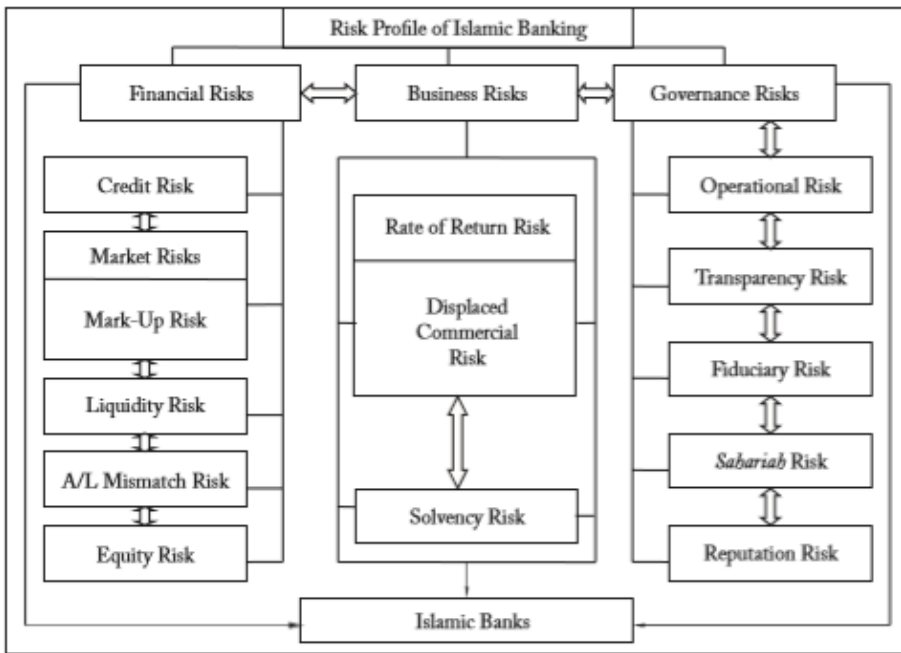 Risk Profile of Islamic Banking
Financial Risks
Business Risks
Governance Risks
Credit Risk
Market Risks
Mark-Up Risk
Liquidity Risk
A/L Mismatch Risk
Equity Risk
Rate of Return Risk
Displaced
Commercial
Risk
Solvency Risk
Operational Risk
Transparency Risk
Fiduciary Risk
Sahariah Risk
Reputation Risk
Islamic Banks